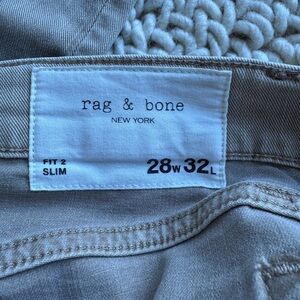 rag & bone
NEW YORK
FIT 2
SLIM
28W 32L